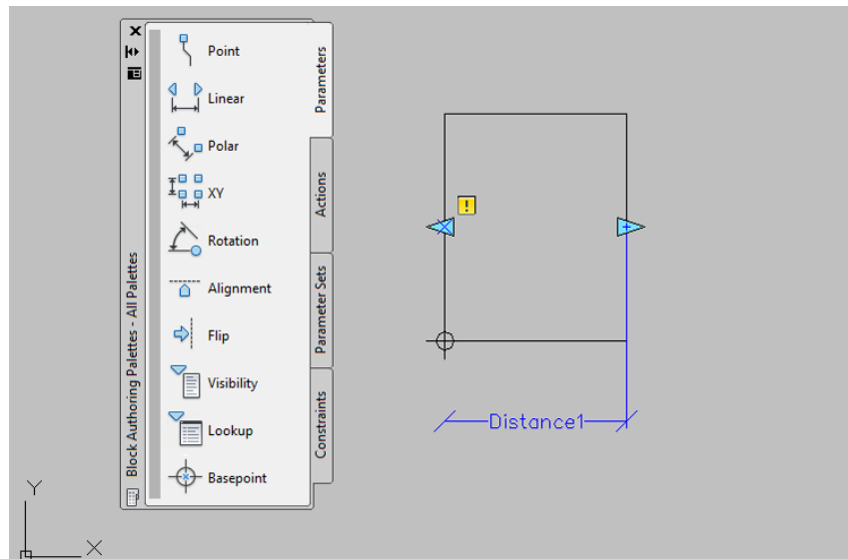 Point
Linear
Polar
XY
Rotation
Alignment
Flip
Visibility
Lookup
Basepoint
Parameters
Actions
Parameter Sets
Constraints
Block Authoring Palettes - All Palettes
!
Distance1
Y
X